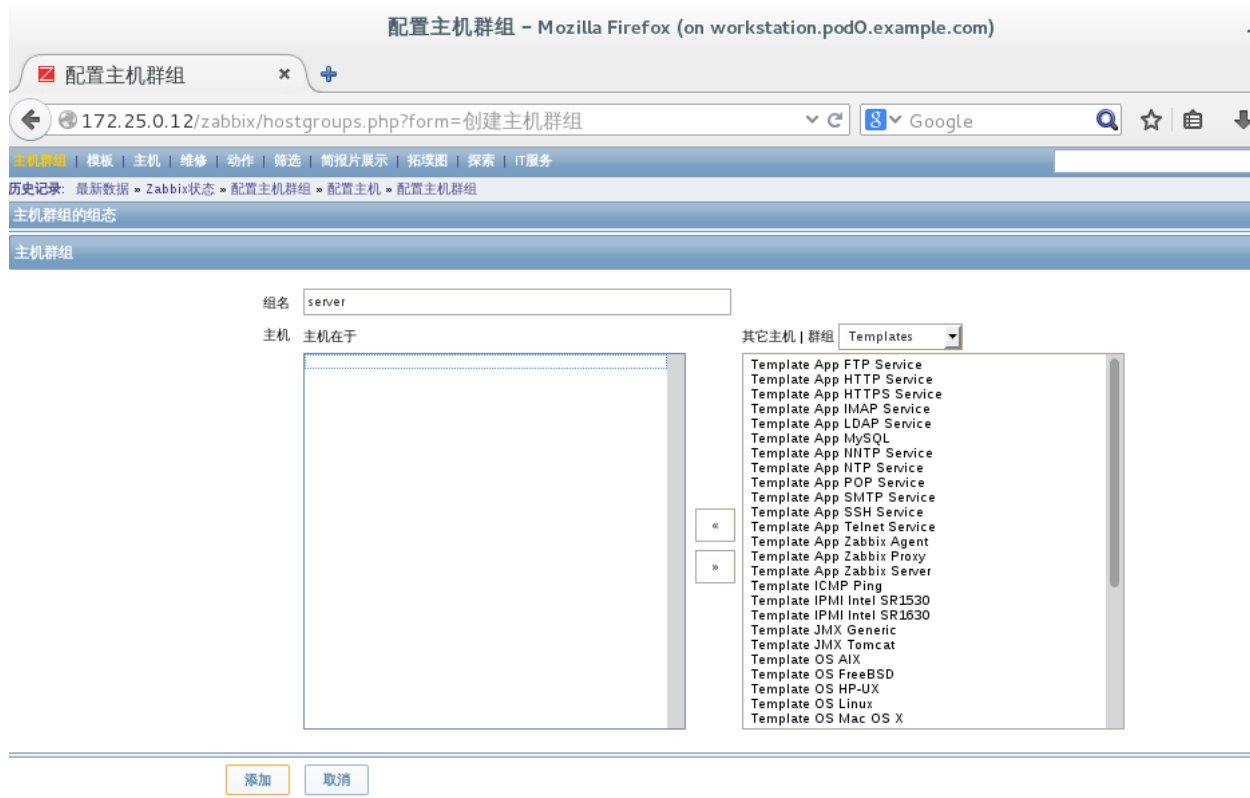 配置主机群组 – Mozilla Firefox (on workstation.pod0.example.com)
配置主机群组
172.25.0.12/zabbix/hostgroups.php?form=创建主机群组
8 Google
主机群组 | 模板 | 主机 | 维修 | 动作 | 筛选 | 简报片展示 | 拓墣图 | 探索 | IT服务
历史记录: 最新数据 » Zabbix状态 » 配置主机群组 » 配置主机 » 配置主机群组
主机群组的组态
主机群组
组名 server
主机 主机在于
其它主机 | 群组 Templates
Template App FTP Service
Template App HTTP Service
Template App HTTPS Service
Template App IMAP Service
Template App LDAP Service
Template App MySQL
Template App NNTP Service
Template App NTP Service
Template App POP Service
Template App SMTP Service
Template App SSH Service
Template App Telnet Service
Template App Zabbix Agent
Template App Zabbix Proxy
Template App Zabbix Server
Template ICMP Ping
Template IPMI Intel SR1530
Template IPMI Intel SR1630
Template JMX Generic
Template JMX Tomcat
Template OS AIX
Template OS FreeBSD
Template OS HP-UX
Template OS Linux
Template OS Mac OS X
«
»
添加 取消